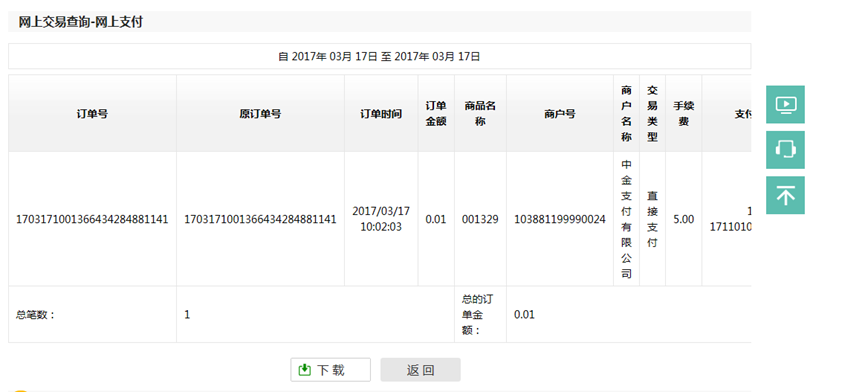 网上交易查询-网上支付
自 2017年 03月 17日 至 2017年 03月 17日
订单号
原订单号
订单时间
订单
金额
商品名
称
商户号
商
户
名
称
交
易
类
型
手续
费
支付
1703171001366434284881141
1703171001366434284881141
2017/03/17
10:02:03
0.01
001329
103881199990024
中
金
支
付
有
限
公
司
直
接
支
付
5.00
1
1711010
总笔数：
1
总的订
单金
额：
0.01
下 载
返 回